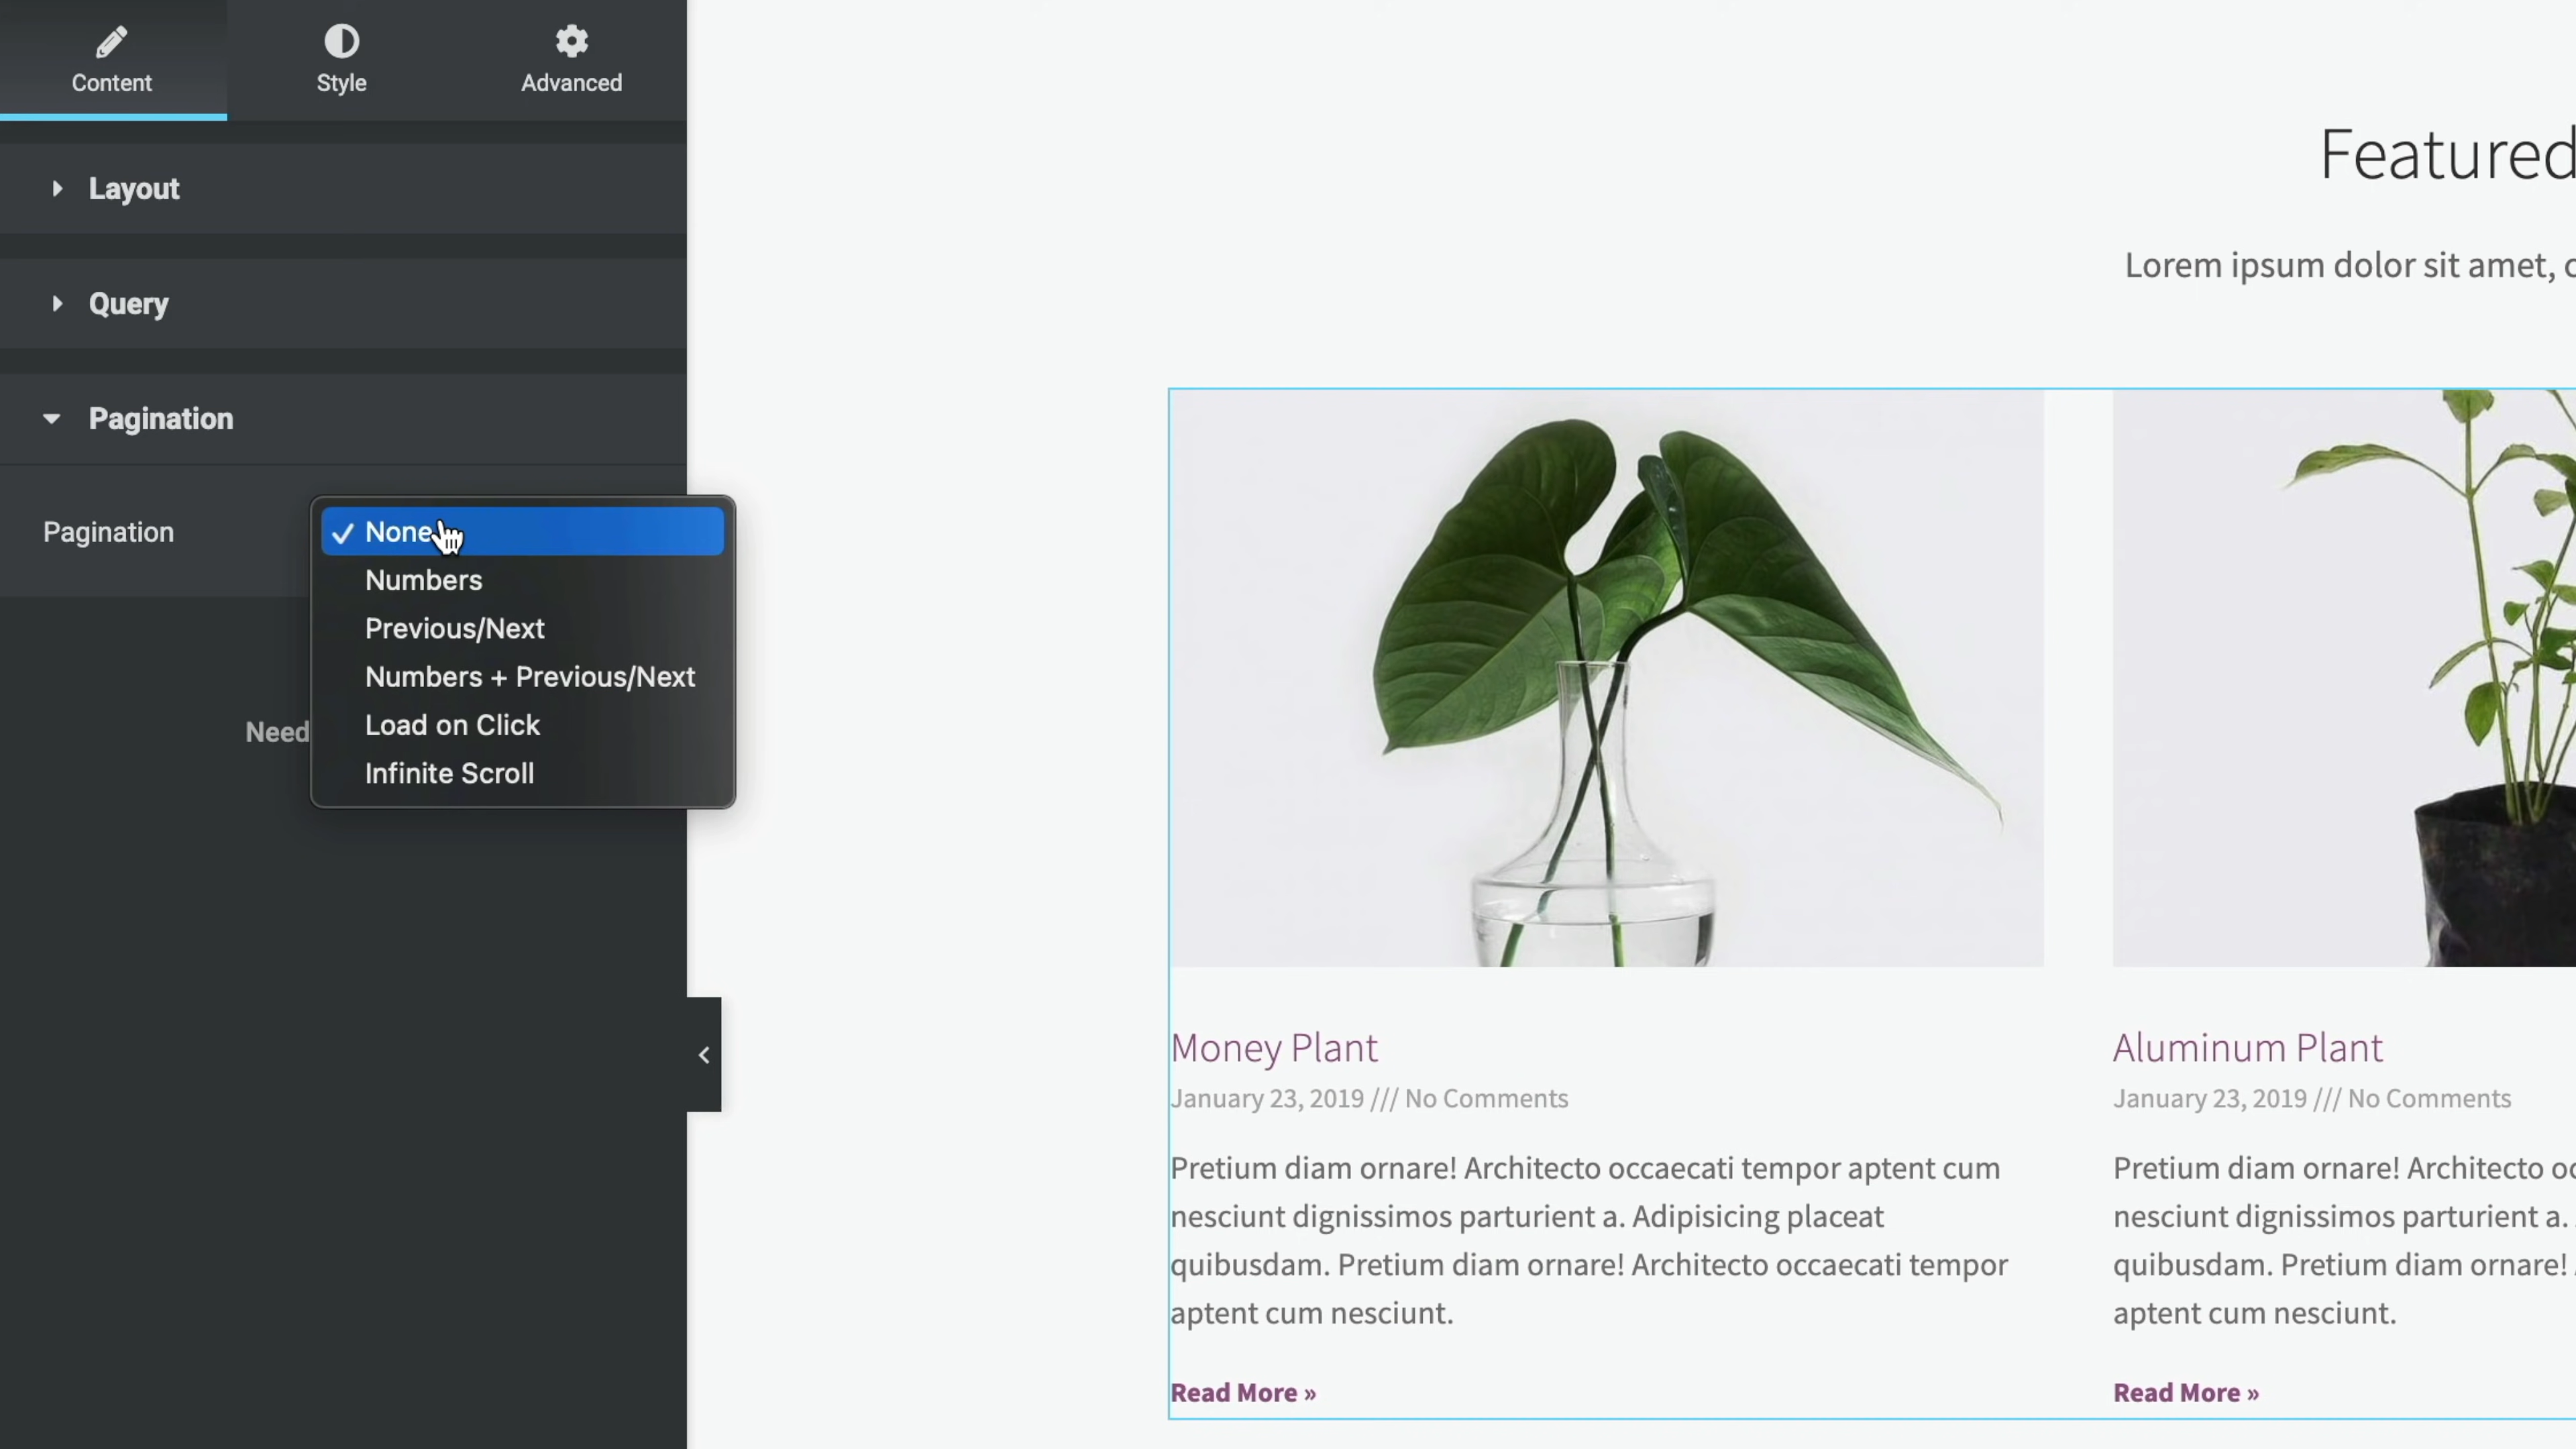 Content
Style
Advanced
Layout
Query
Pagination
Pagination
None
Numbers
Previous/Next
Numbers + Previous/Next
Load on Click
Infinite Scroll
Need
Featured
Lorem ipsum dolor sit amet,
Money Plant
January 23, 2019 /// No Comments
Pretium diam ornare! Architecto occaecati tempor aptent cum
nesciunt dignissimos parturient a. Adipisicing placeat
quibusdam. Pretium diam ornare! Architecto occaecati tempor
aptent cum nesciunt.
Read More »
Aluminum Plant
January 23, 2019 /// No Comments
Pretium diam ornare! Architecto
nesciunt dignissimos parturient a.
quibusdam. Pretium diam ornare!
aptent cum nesciunt.
Read More »